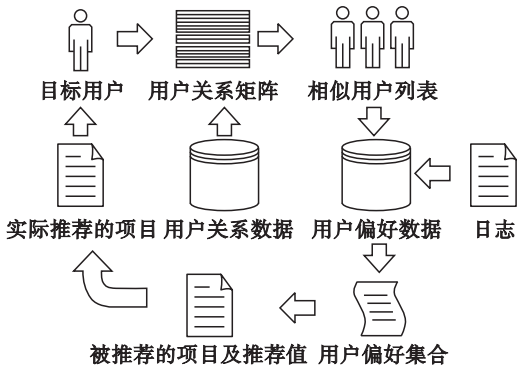 目标用户 用户关系矩阵 相似用户列表
实际推荐的项目 用户关系数据 用户偏好数据 日志
被推荐的项目及推荐值 用户偏好集合